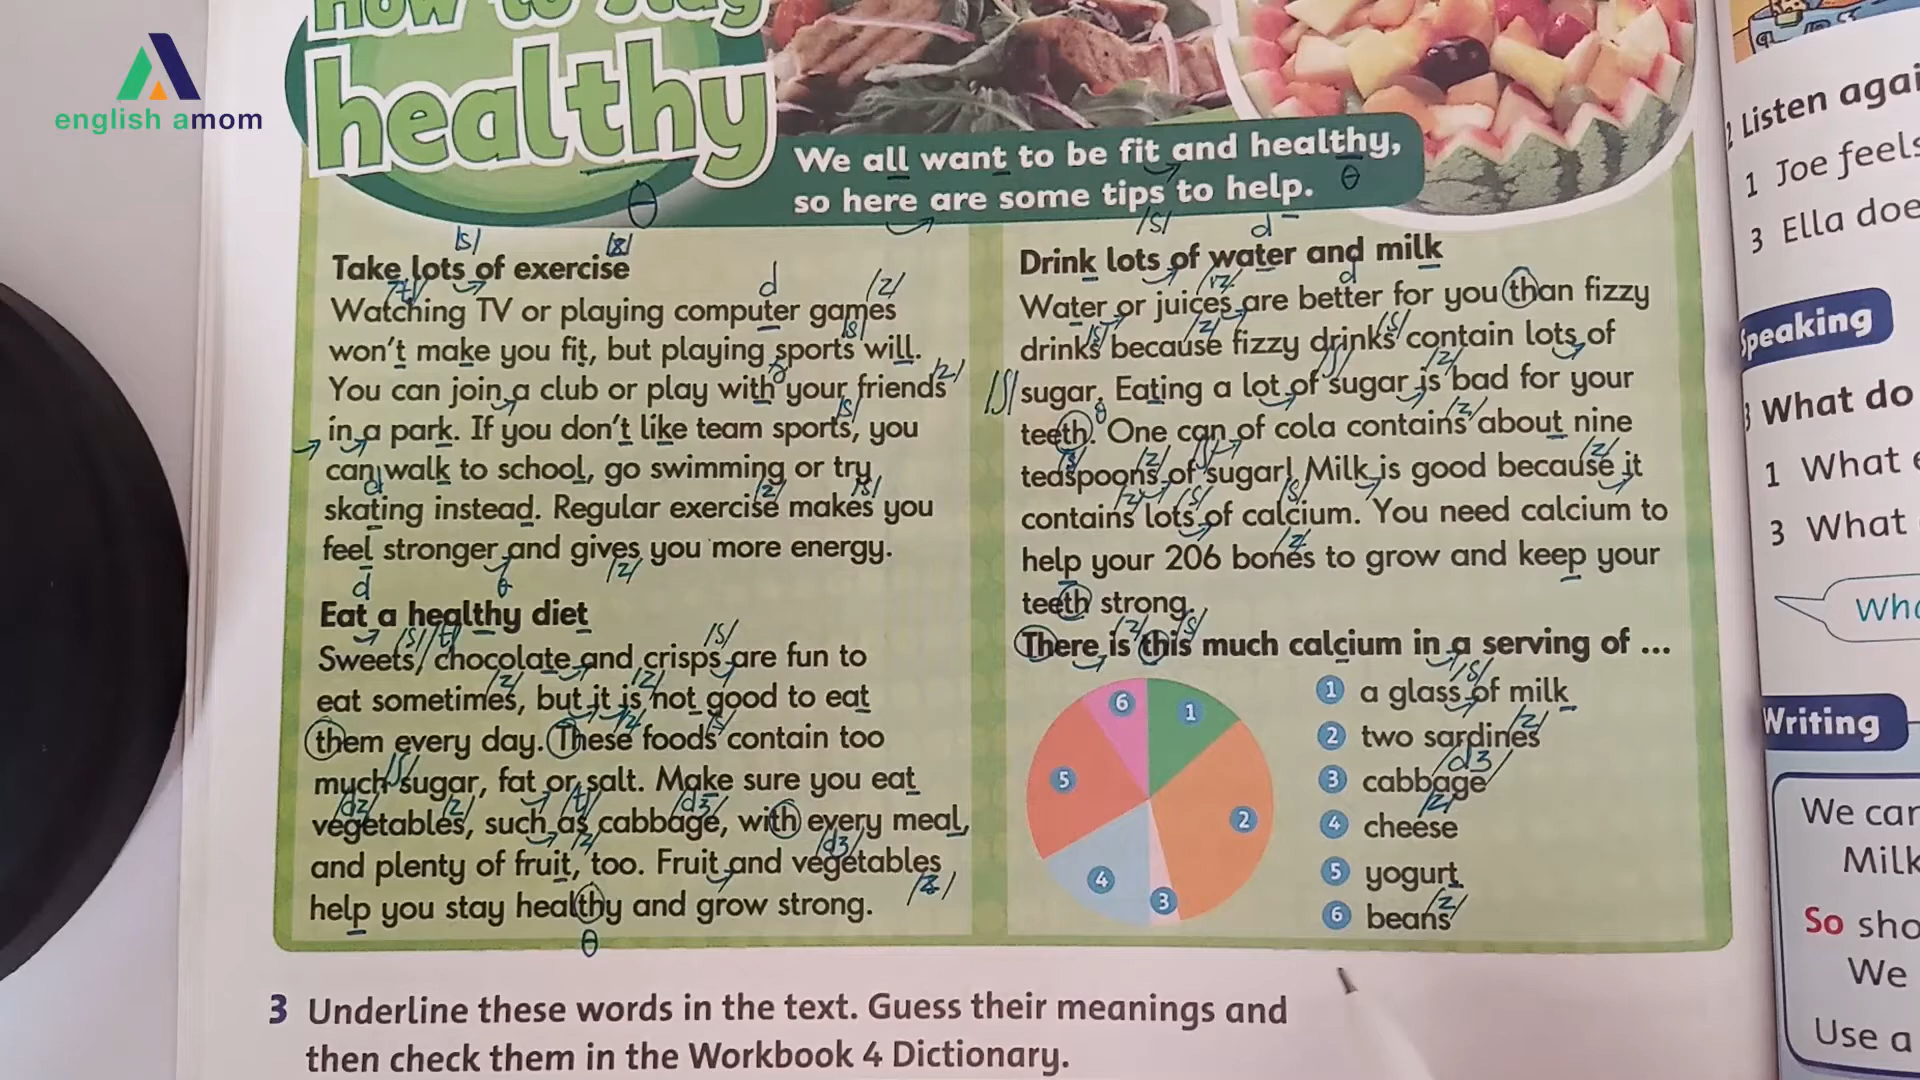 english amom
How to stay
healthy
We all want to be fit and healthy,
so here are some tips to help.
Take lots of exercise
Watching TV or playing computer games
won't make you fit, but playing sports will.
You can join a club or play with your friends
in a park. If you don't like team sports, you
can walk to school, go swimming or try
skating instead. Regular exercise makes you
feel stronger and gives you more energy.
Eat a healthy diet
Sweets, chocolate and crisps are fun to
eat sometimes, but it is not good to eat
them every day. These foods contain too
much sugar, fat or salt. Make sure you eat
vegetables, such as cabbage, with every meal,
and plenty of fruit, too. Fruit and vegetables
help you stay healthy and grow strong.
Drink lots of water and milk
Water or juices are better for you than fizzy
drinks because fizzy drinks contain lots of
sugar. Eating a lot of sugar is bad for your
teeth. One can of cola contains about nine
teaspoons of sugar! Milk is good because it
contains lots of calcium. You need calcium to
help your 206 bones to grow and keep your
teeth strong.
There is this much calcium in a serving of ...
1 a glass of milk
2 two sardines
3 cabbage
4 cheese
5 yogurt
6 beans
6
1
5
2
4
3
3 Underline these words in the text. Guess their meanings and
then check them in the Workbook 4 Dictionary.
Listen agai
1 Joe feels
3 Ella doe
Speaking
What do
1 What
3 What
Who
Writing
We can
Milk
So sho
We
Use a